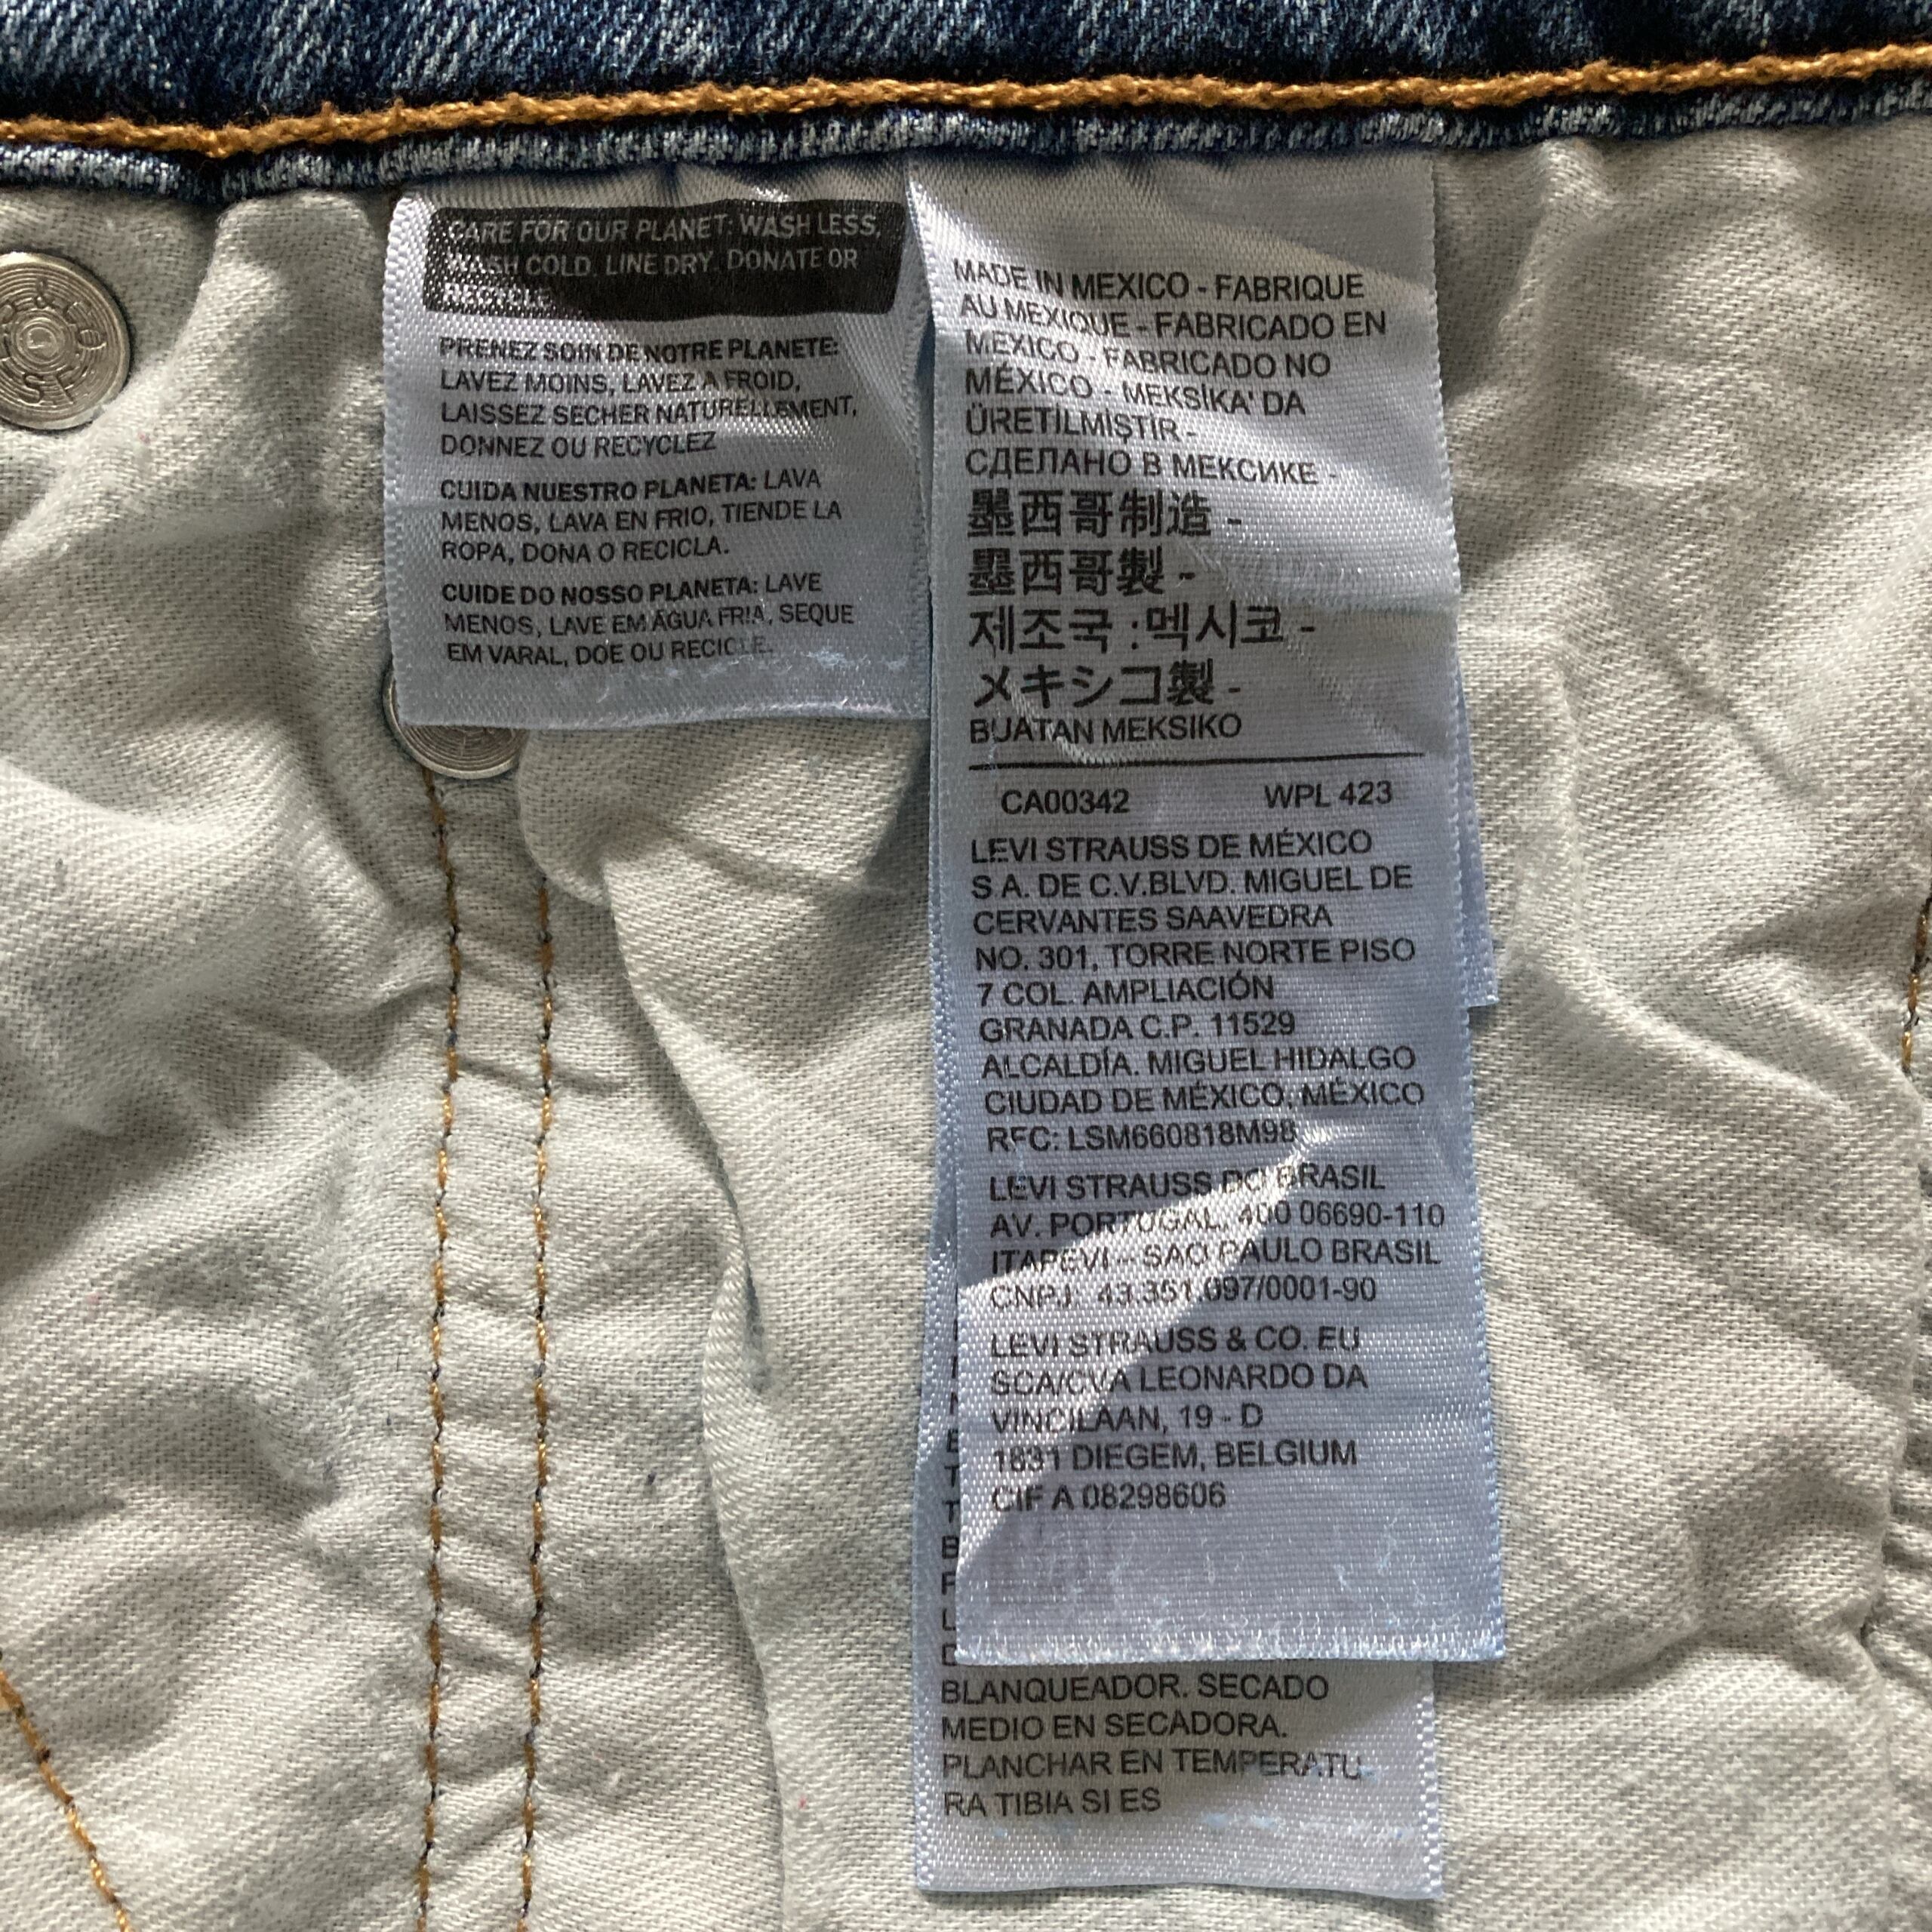 CARE FOR OUR PLANET: WASH LESS,
WASH COLD, LINE DRY, DONATE OR
RECYCLE
PRENEZ SOIN DE NOTRE PLANETE:
LAVEZ MOINS, LAVEZ A FROID,
LAISSEZ SECHER NATURELLEMENT,
DONNEZ OU RECYCLEZ
CUIDA NUESTRO PLANETA: LAVA
MENOS, LAVA EN FRIO, TIENDE LA
ROPA, DONA O RECICLA.
CUIDE DO NOSSO PLANETA: LAVE
MENOS, LAVE EM ÁGUA FRIA, SEQUE
EM VARAL, DOE OU RECICLE.
MADE IN MEXICO - FABRIQUE
AU MEXIQUE - FABRICADO EN
MEXICO - FABRICADO NO
MÉXICO - MEKSİKA' DA
ÜRETİLMİŞTİR -
СДЕЛАНО В МЕКСИКЕ -
墨西哥制造 -
墨西哥製 -
제조국 :멕시코 -
メキシコ製 -
BUATAN MEKSIKO
CA00342 WPL 423
LEVI STRAUSS DE MÉXICO
S A. DE C.V.BLVD. MIGUEL DE
CERVANTES SAAVEDRA
NO. 301, TORRE NORTE PISO
7 COL. AMPLIACIÓN
GRANADA C.P. 11529
ALCALDÍA. MIGUEL HIDALGO
CIUDAD DE MÉXICO, MÉXICO
RFC: LSM660818M98
LEVI STRAUSS DO BRASIL
AV. PORTUGAL, 400 06690-110
ITAPEVI - SAO PAULO BRASIL
CNPJ: 43.351.097/0001-90
LEVI STRAUSS & CO. EU
SCA/CVA LEONARDO DA
VINCILAAN, 19 - D
1831 DIEGEM, BELGIUM
CIF A 08298606
BLANQUEADOR. SECADO
MEDIO EN SECADORA.
PLANCHAR EN TEMPERATU
RA TIBIA SI ES